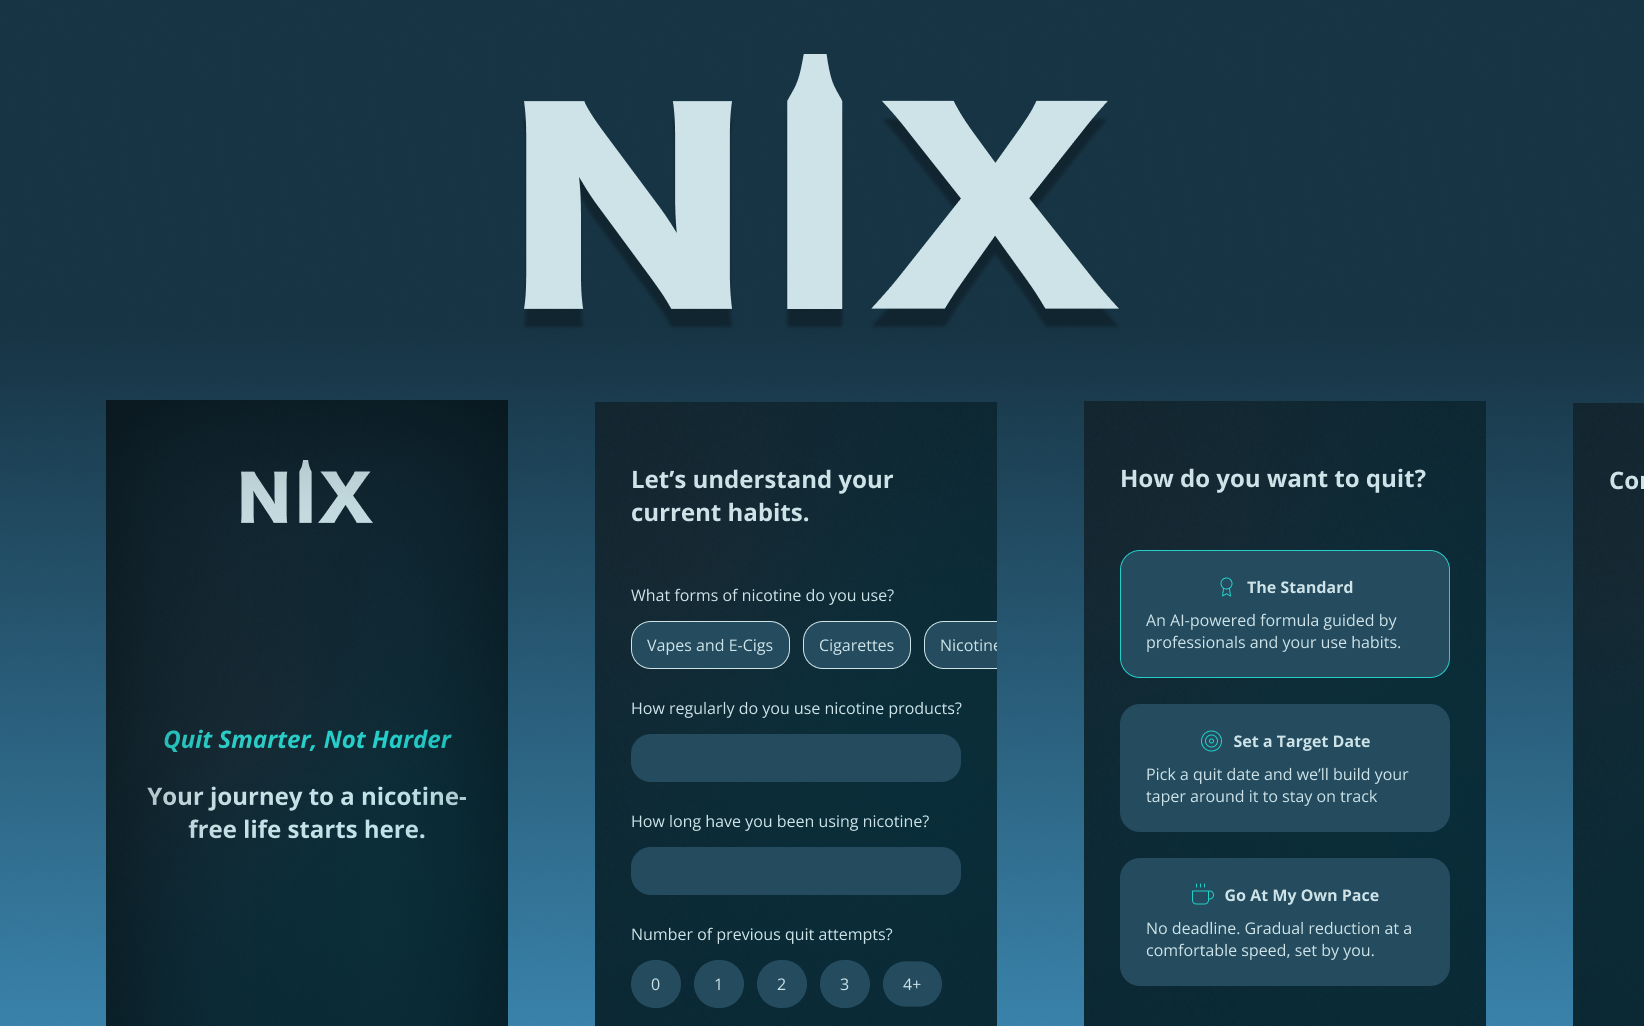 NIX
NIX
Quit Smarter, Not Harder
Your journey to a nicotine-
free life starts here.
Let’s understand your
current habits.
What forms of nicotine do you use?
Vapes and E-Cigs
Cigarettes
Nicotine
How regularly do you use nicotine products?
How long have you been using nicotine?
Number of previous quit attempts?
0
1
2
3
4+
How do you want to quit?
The Standard
An AI-powered formula guided by
professionals and your use habits.
Set a Target Date
Pick a quit date and we’ll build your
taper around it to stay on track
Go At My Own Pace
No deadline. Gradual reduction at a
comfortable speed, set by you.